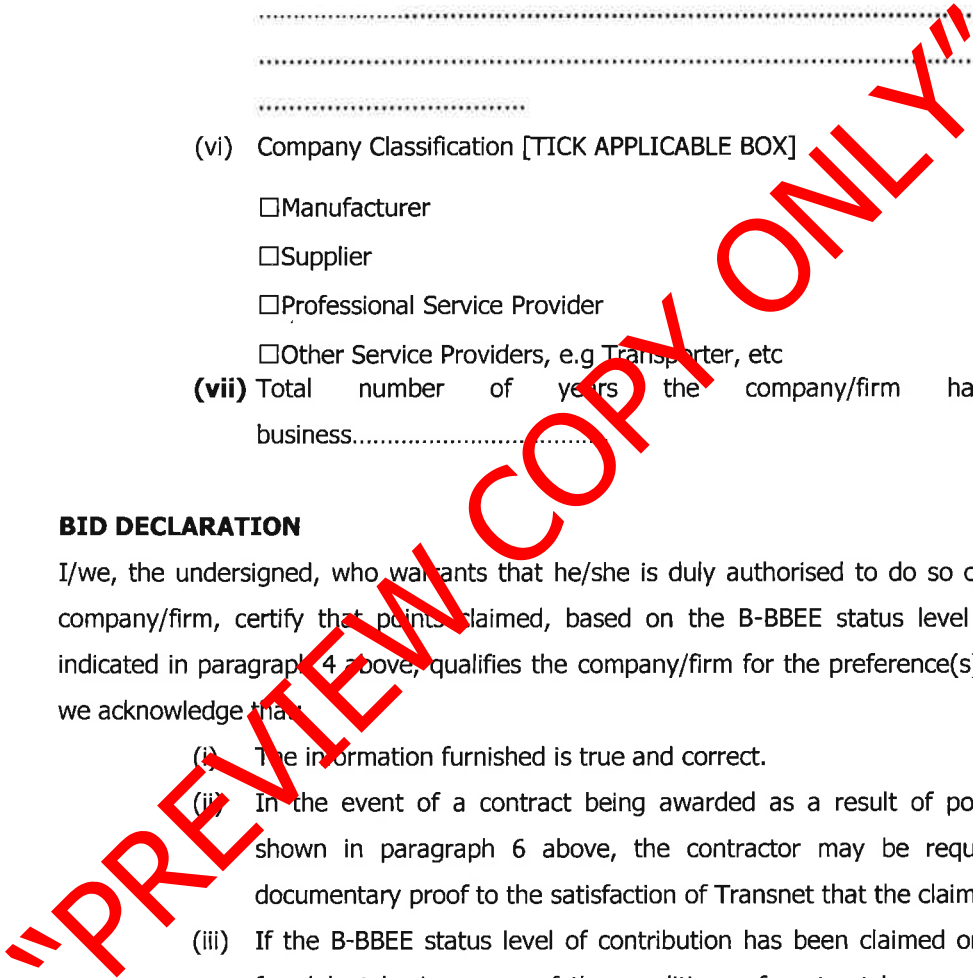 (vi) Company Classification [TICK APPLICABLE BOX]
☐Manufacturer
☐Supplier
☐Professional Service Provider
☐Other Service Providers, e.g Transporter, etc
(vii) Total number of years the company/firm ha
business.....................................
BID DECLARATION
I/we, the undersigned, who warrants that he/she is duly authorised to do so o
company/firm, certify that points claimed, based on the B-BBEE status level
indicated in paragraph 4 above, qualifies the company/firm for the preference(s)
we acknowledge that:
(i) The information furnished is true and correct.
(ii) In the event of a contract being awarded as a result of po
shown in paragraph 6 above, the contractor may be requ
documentary proof to the satisfaction of Transnet that the claim
(iii) If the B-BBEE status level of contribution has been claimed or
"PREVIEW COPY ONLY"